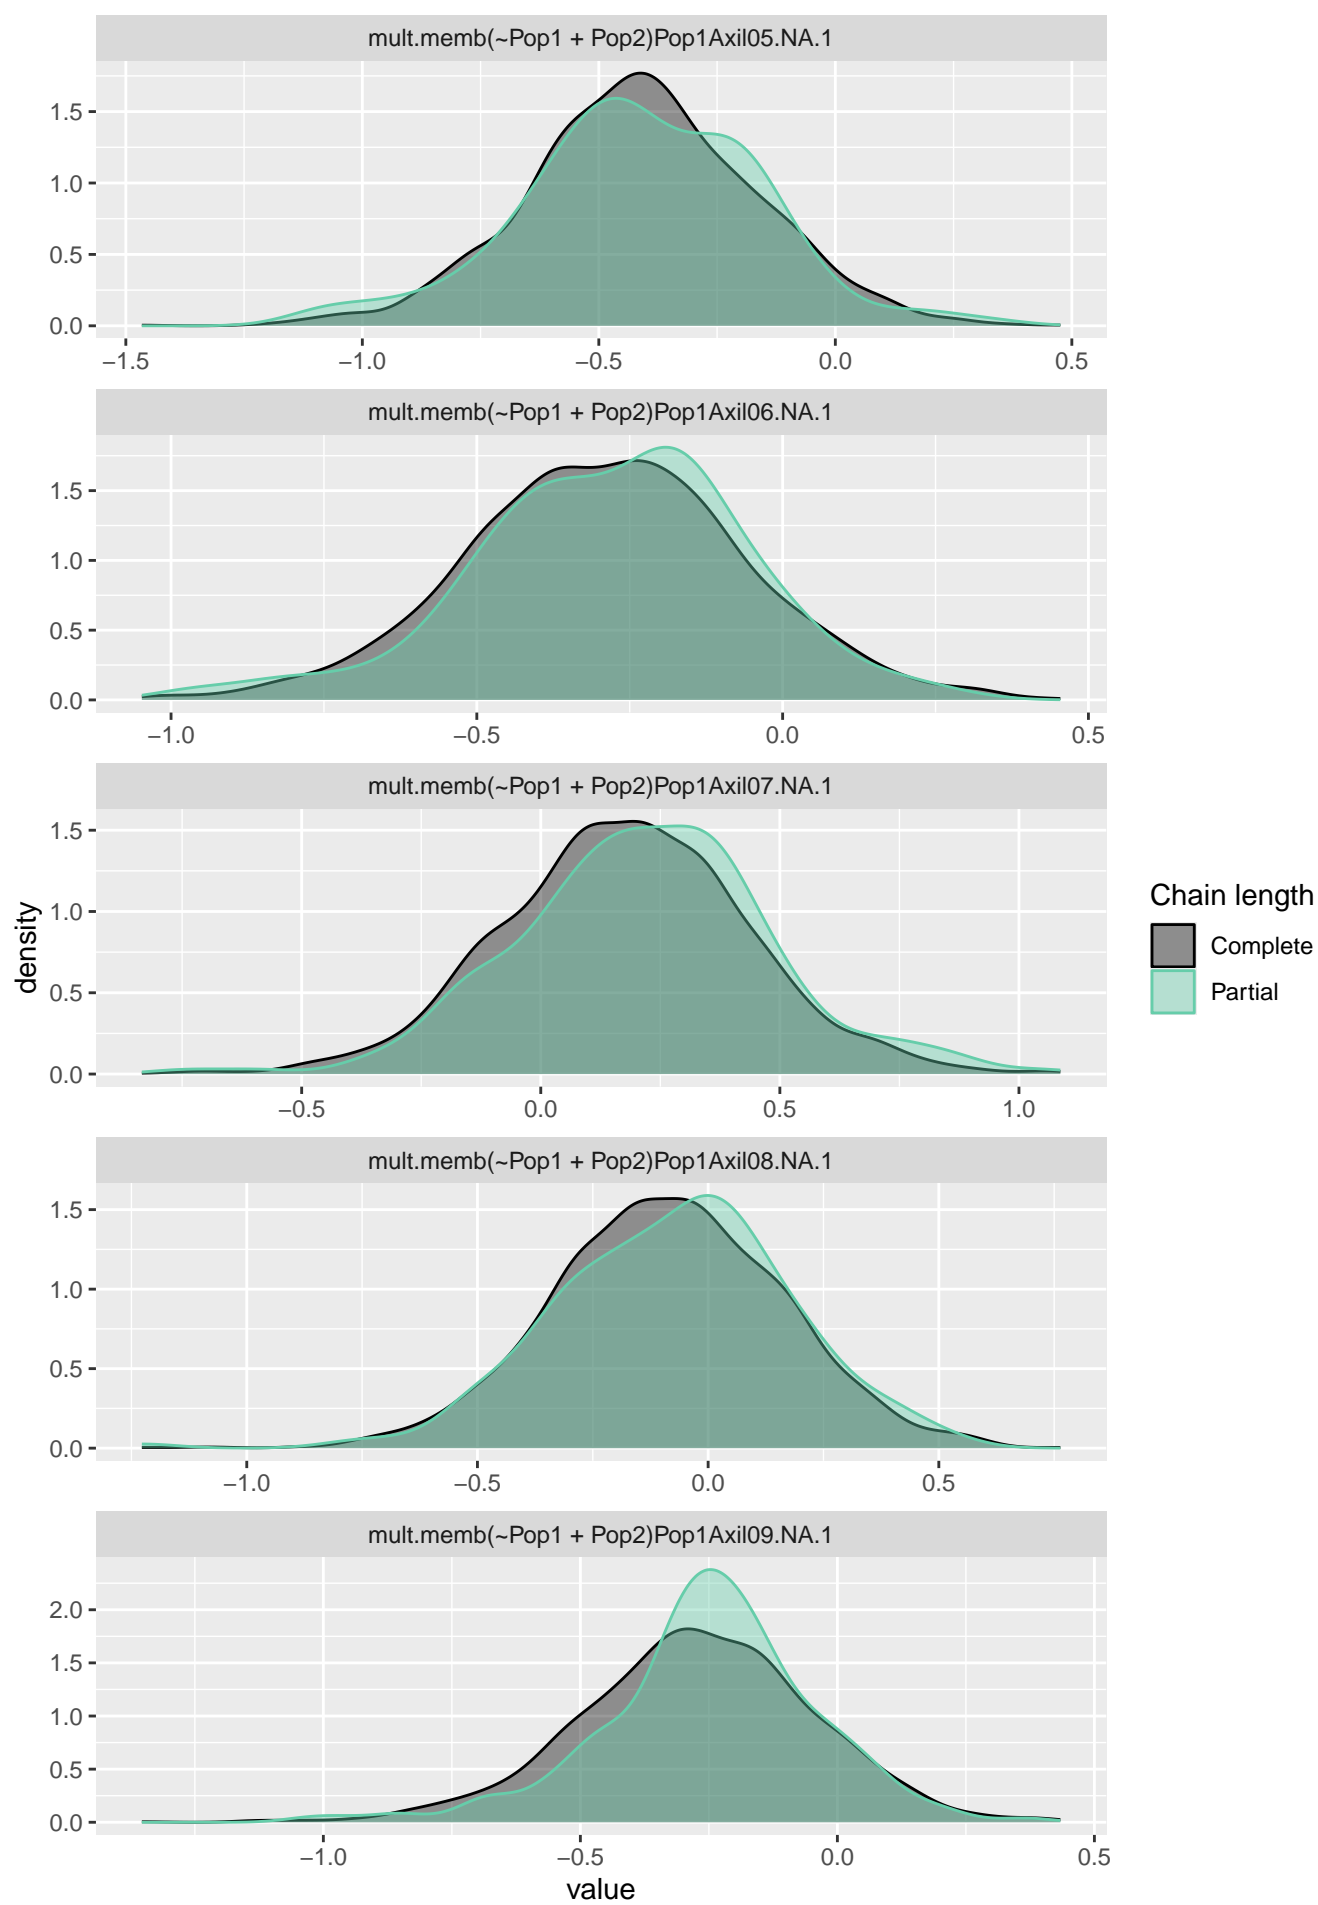 mult.memb(~Pop1 + Pop2)Pop1Axil05.NA.1
1.5
1.0
0.5
0.0
−1.5 −1.0 −0.5 0.0 0.5
mult.memb(~Pop1 + Pop2)Pop1Axil06.NA.1
1.5
1.0
0.5
0.0
−1.0 −0.5 0.0 0.5
mult.memb(~Pop1 + Pop2)Pop1Axil07.NA.1
1.5
1.0
0.5
0.0
−0.5 0.0 0.5 1.0
density
Chain length
Complete
Partial
mult.memb(~Pop1 + Pop2)Pop1Axil08.NA.1
1.5
1.0
0.5
0.0
−1.0 −0.5 0.0 0.5
mult.memb(~Pop1 + Pop2)Pop1Axil09.NA.1
2.0
1.5
1.0
0.5
0.0
−1.0 −0.5 0.0 0.5
value